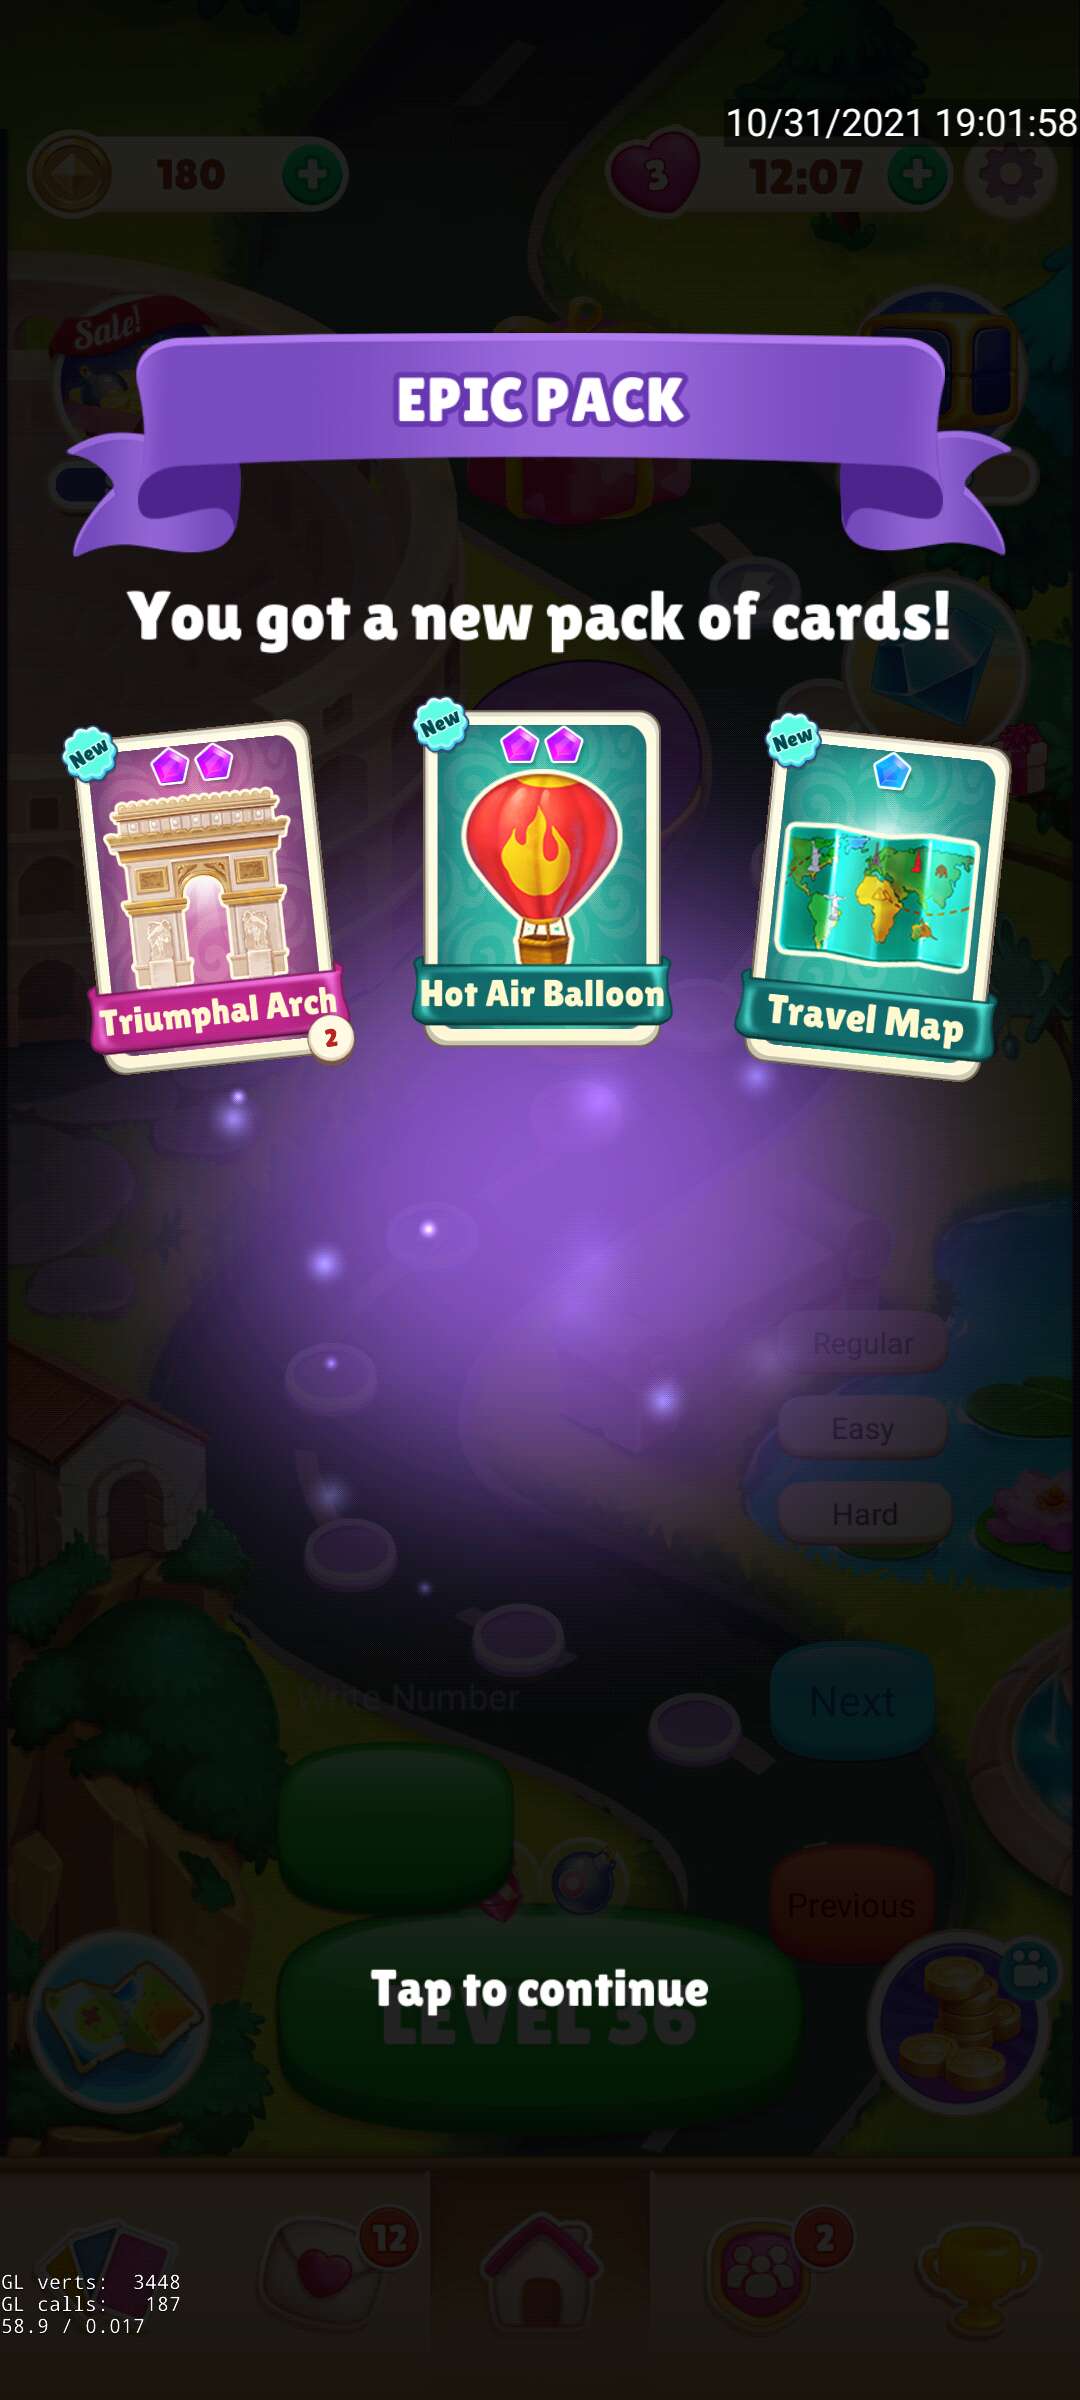 10/31/2021 19:01:58
180
3
12:07
Sale!
EPIC PACK
You got a new pack of cards!
New
New
New
Triumphal Arch
2
Hot Air Balloon
Travel Map
Regular
Easy
Hard
Write Number
Next
Previous
Tap to continue
LEVEL 36
12
2
GL verts: 3448
GL calls: 187
58.9 / 0.017